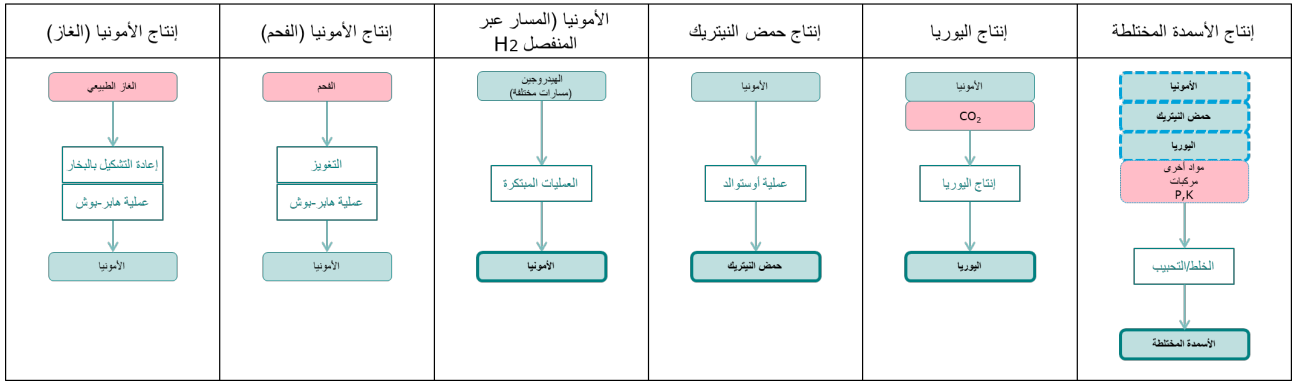 إنتاج الأسمدة المختلطة
الأمونيا
حمض النيتريك
اليوريا
مواد أخرى
مركبات
P,K
الخلط/التحبيب
الأسمدة المختلطة
إنتاج اليوريا
الأمونيا
CO₂
إنتاج اليوريا
اليوريا
إنتاج حمض النيتريك
الأمونيا
عملية أوستوالد
حمض النيتريك
الأمونيا (المسار عبر
المنفصل H2
الهيدروجين
(مسارات مختلفة)
العمليات المبتكرة
الأمونيا
إنتاج الأمونيا (الفحم)
الفحم
التغويز
عملية هابر-بوش
الأمونيا
إنتاج الأمونيا (الغاز)
الغاز الطبيعي
إعادة التشكيل بالبخار
عملية هابر-بوش
الأمونيا